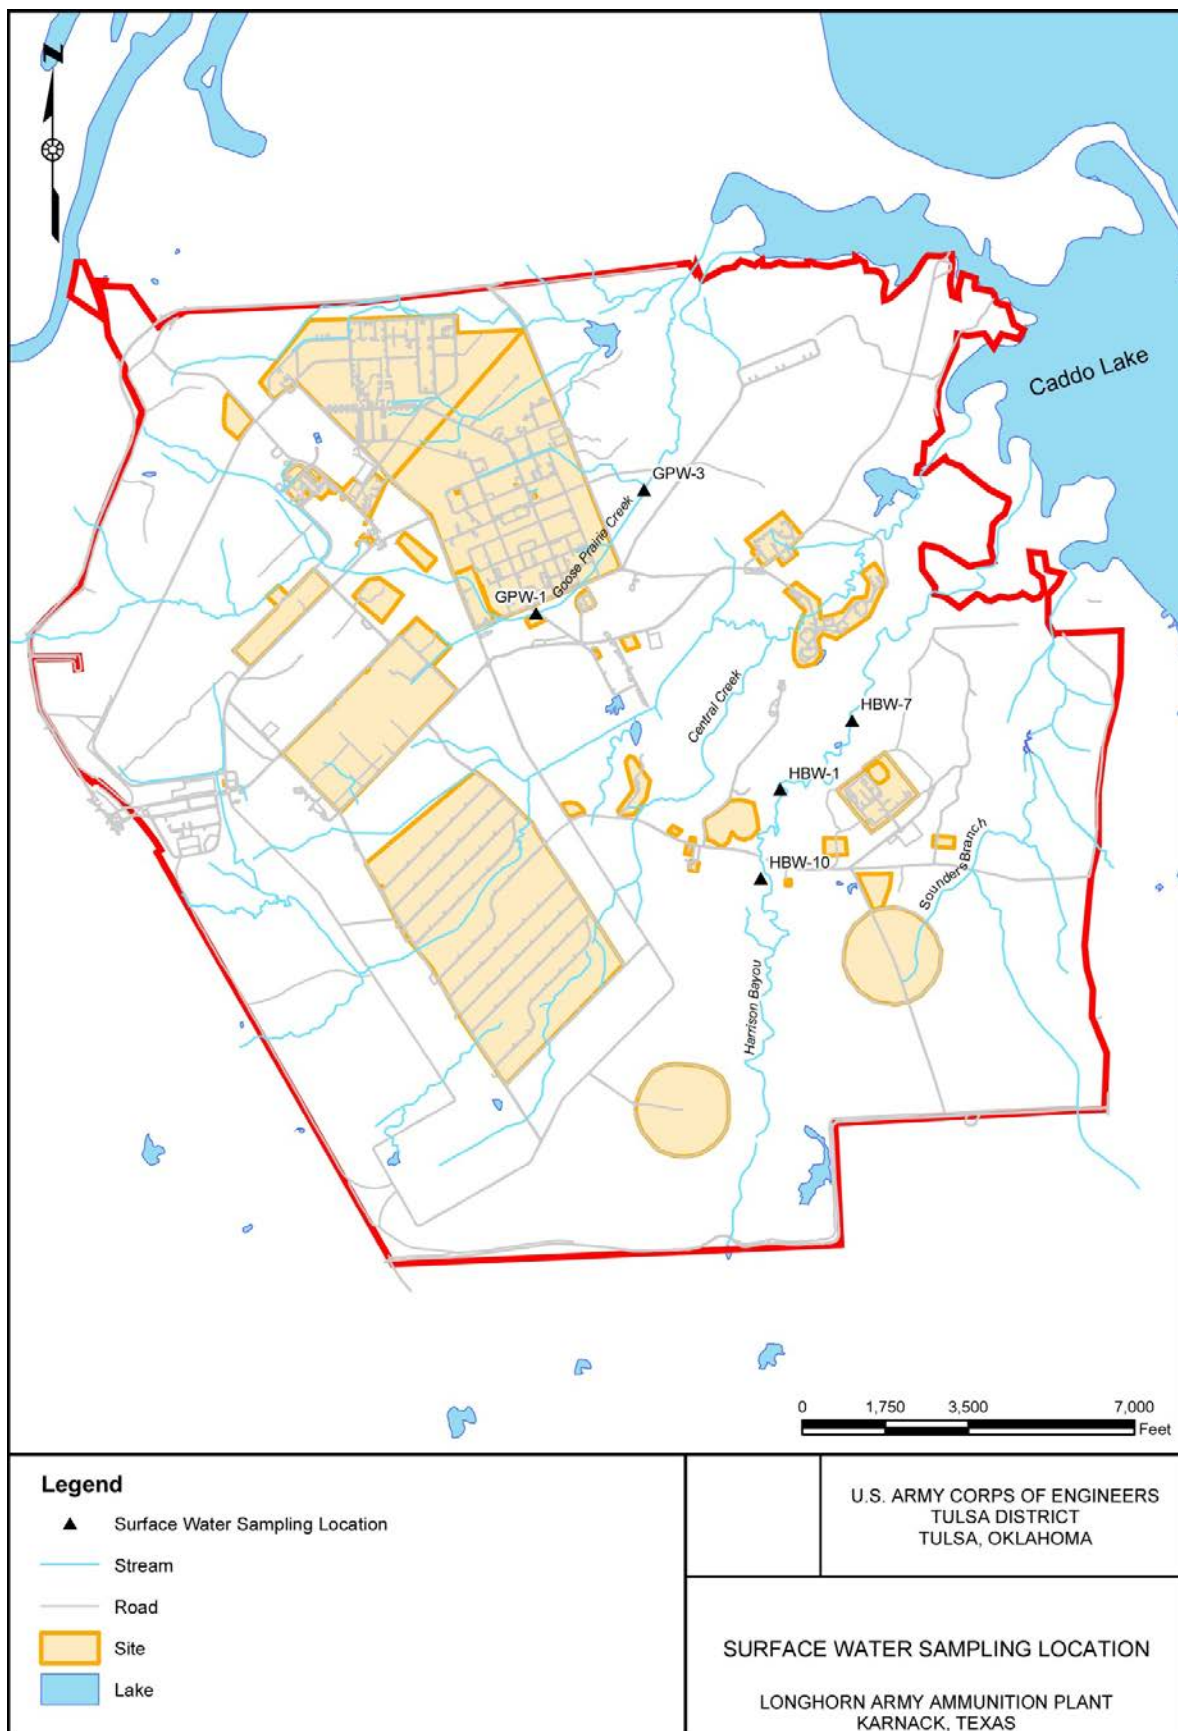 N
Caddo Lake
GPW-3
Goose Prairie Creek
GPW-1
Central Creek
HBW-7
HBW-1
HBW-10
Saunders Branch
Harrison Bayou
0 1,750 3,500 7,000
Feet
Legend
Surface Water Sampling Location
Stream
Road
Site
Lake
U.S. ARMY CORPS OF ENGINEERS
TULSA DISTRICT
TULSA, OKLAHOMA
SURFACE WATER SAMPLING LOCATION
LONGHORN ARMY AMMUNITION PLANT
KARNACK, TEXAS